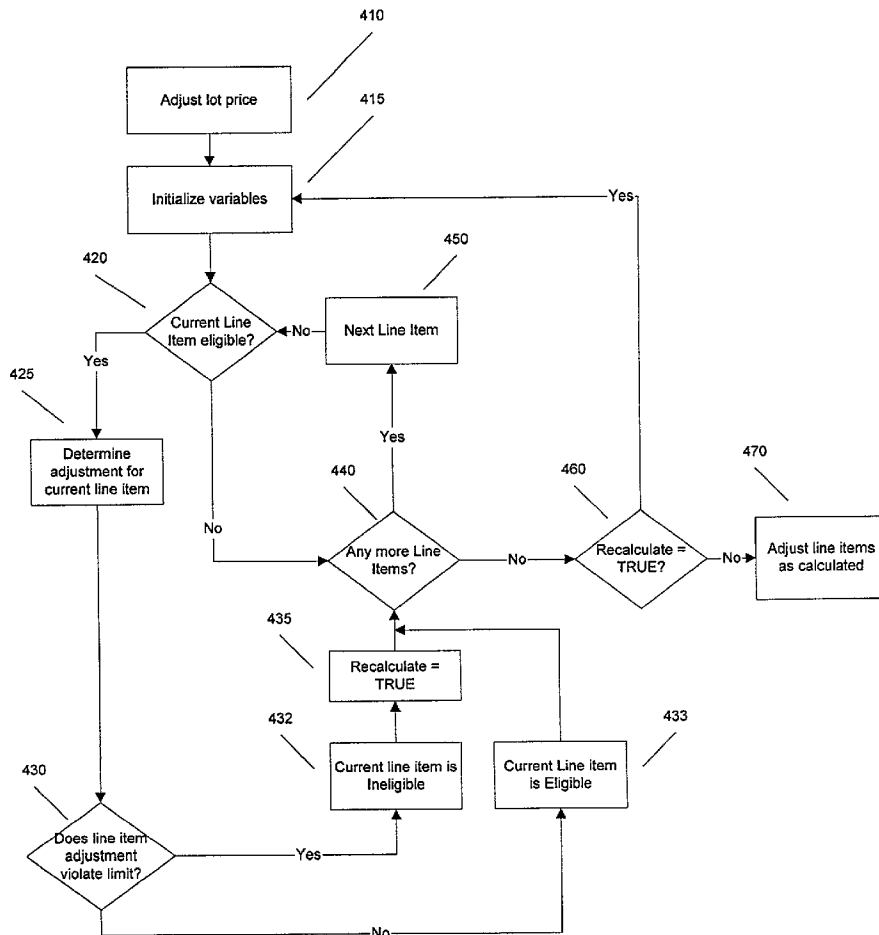 410
Adjust lot price
415
Initialize variables
Yes
450
420
Current Line
Item eligible?
No
Next Line Item
Yes
425
Determine
adjustment for
current line item
Yes
440
460
470
No
Any more Line
Items?
No
Recalculate =
TRUE?
No
Adjust line items
as calculated
435
Recalculate =
TRUE
432
433
Current line item is
Ineligible
Current Line item
is Eligible
430
Does line item
adjustment
violate limit?
Yes
No